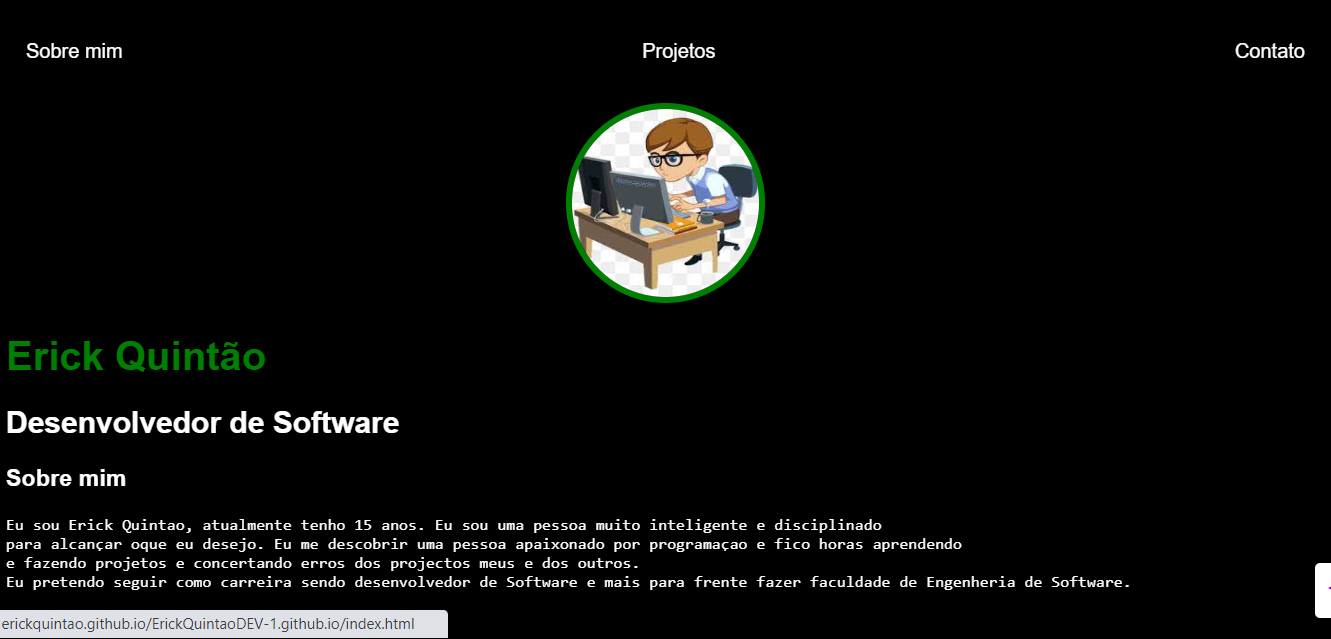 Sobre mim
Projetos
Contato
Erick Quintão
Desenvolvedor de Software
Sobre mim
Eu sou Erick Quintao, atualmente tenho 15 anos. Eu sou uma pessoa muito inteligente e disciplinado
para alcançar oque eu desejo. Eu me descobrir uma pessoa apaixonado por programaçao e fico horas aprendendo
e fazendo projetos e concertando erros dos projectos meus e dos outros.
Eu pretendo seguir como carreira sendo desenvolvedor de Software e mais para frente fazer faculdade de Engenheria de Software.
erickquintao.github.io/ErickQuintaoDEV-1.github.io/index.html